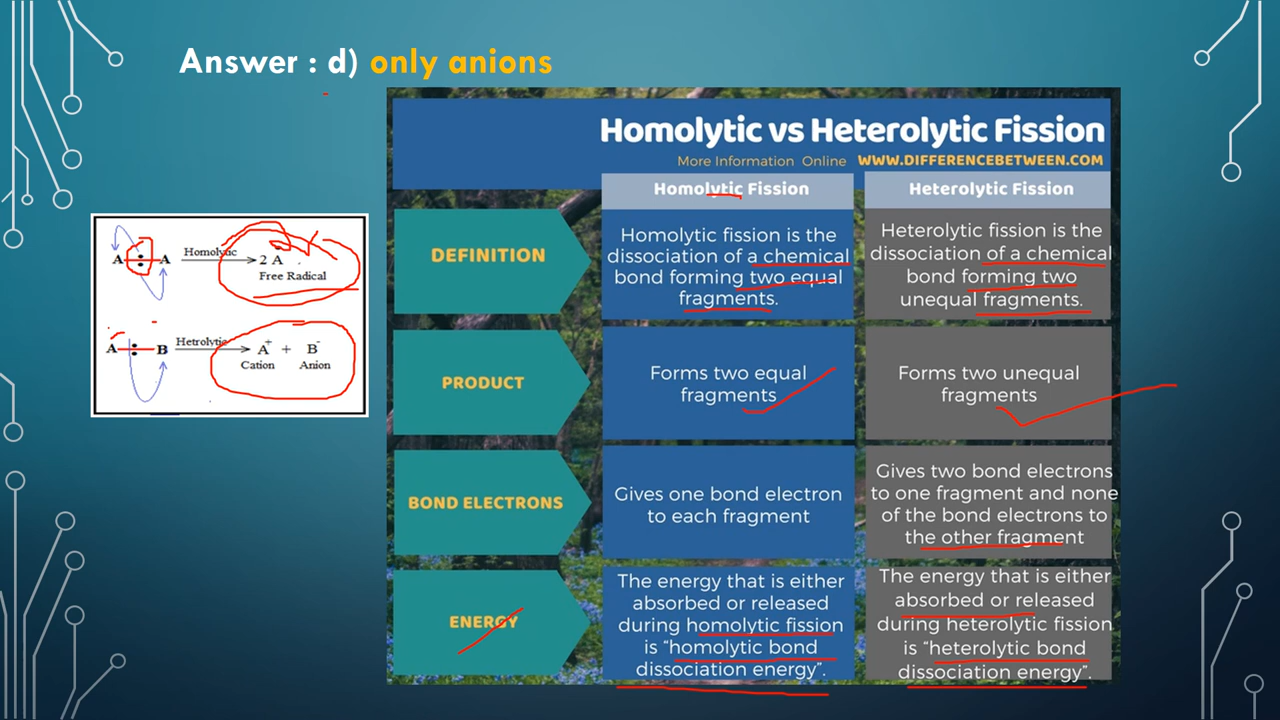 Answer : d) only anions
Homolytic vs Heterolytic Fission
More Information Online WWW.DIFFERENCEBETWEEN.COM
Homolytic Fission
Heterolytic Fission
DEFINITION
Homolytic fission is the
dissociation of a chemical
bond forming two equal
fragments.
Heterolytic fission is the
dissociation of a chemical
bond forming two
unequal fragments.
PRODUCT
Forms two equal
fragments
Forms two unequal
fragments
BOND ELECTRONS
Gives one bond electron
to each fragment
Gives two bond electrons
to one fragment and none
of the bond electrons to
the other fragment
ENERGY
The energy that is either
absorbed or released
during homolytic fission
is “homolytic bond
dissociation energy”.
The energy that is either
absorbed or released
during heterolytic fission
is “heterolytic bond
dissociation energy”.
A : A Homolytic 2 A
Free Radical
A : B Hetrolytic A+ + B-
Cation Anion